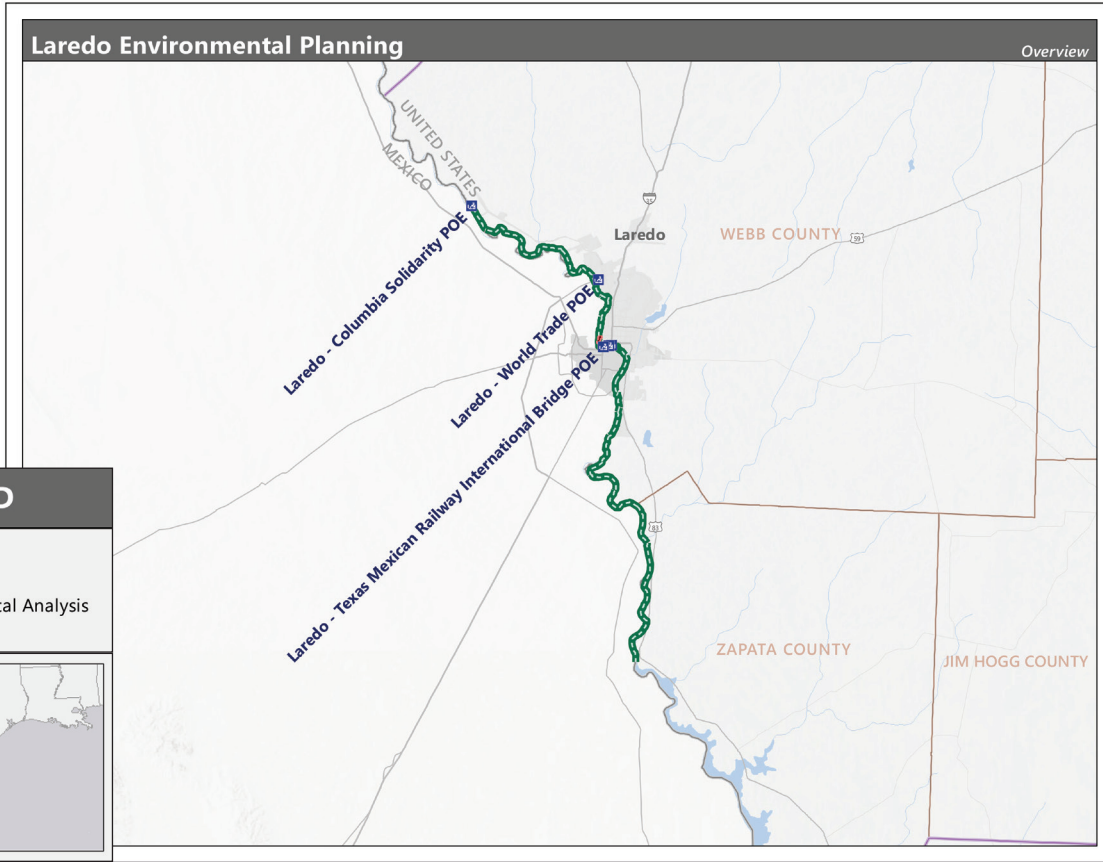 Laredo Environmental Planning
Overview
UNITED STATES
MEXICO
35
Laredo
WEBB COUNTY
59
Laredo - Columbia Solidarity POE
Laredo - World Trade POE
Laredo - Texas Mexican Railway International Bridge POE
83
Analysis
ZAPATA COUNTY
JIM HOGG COUNTY